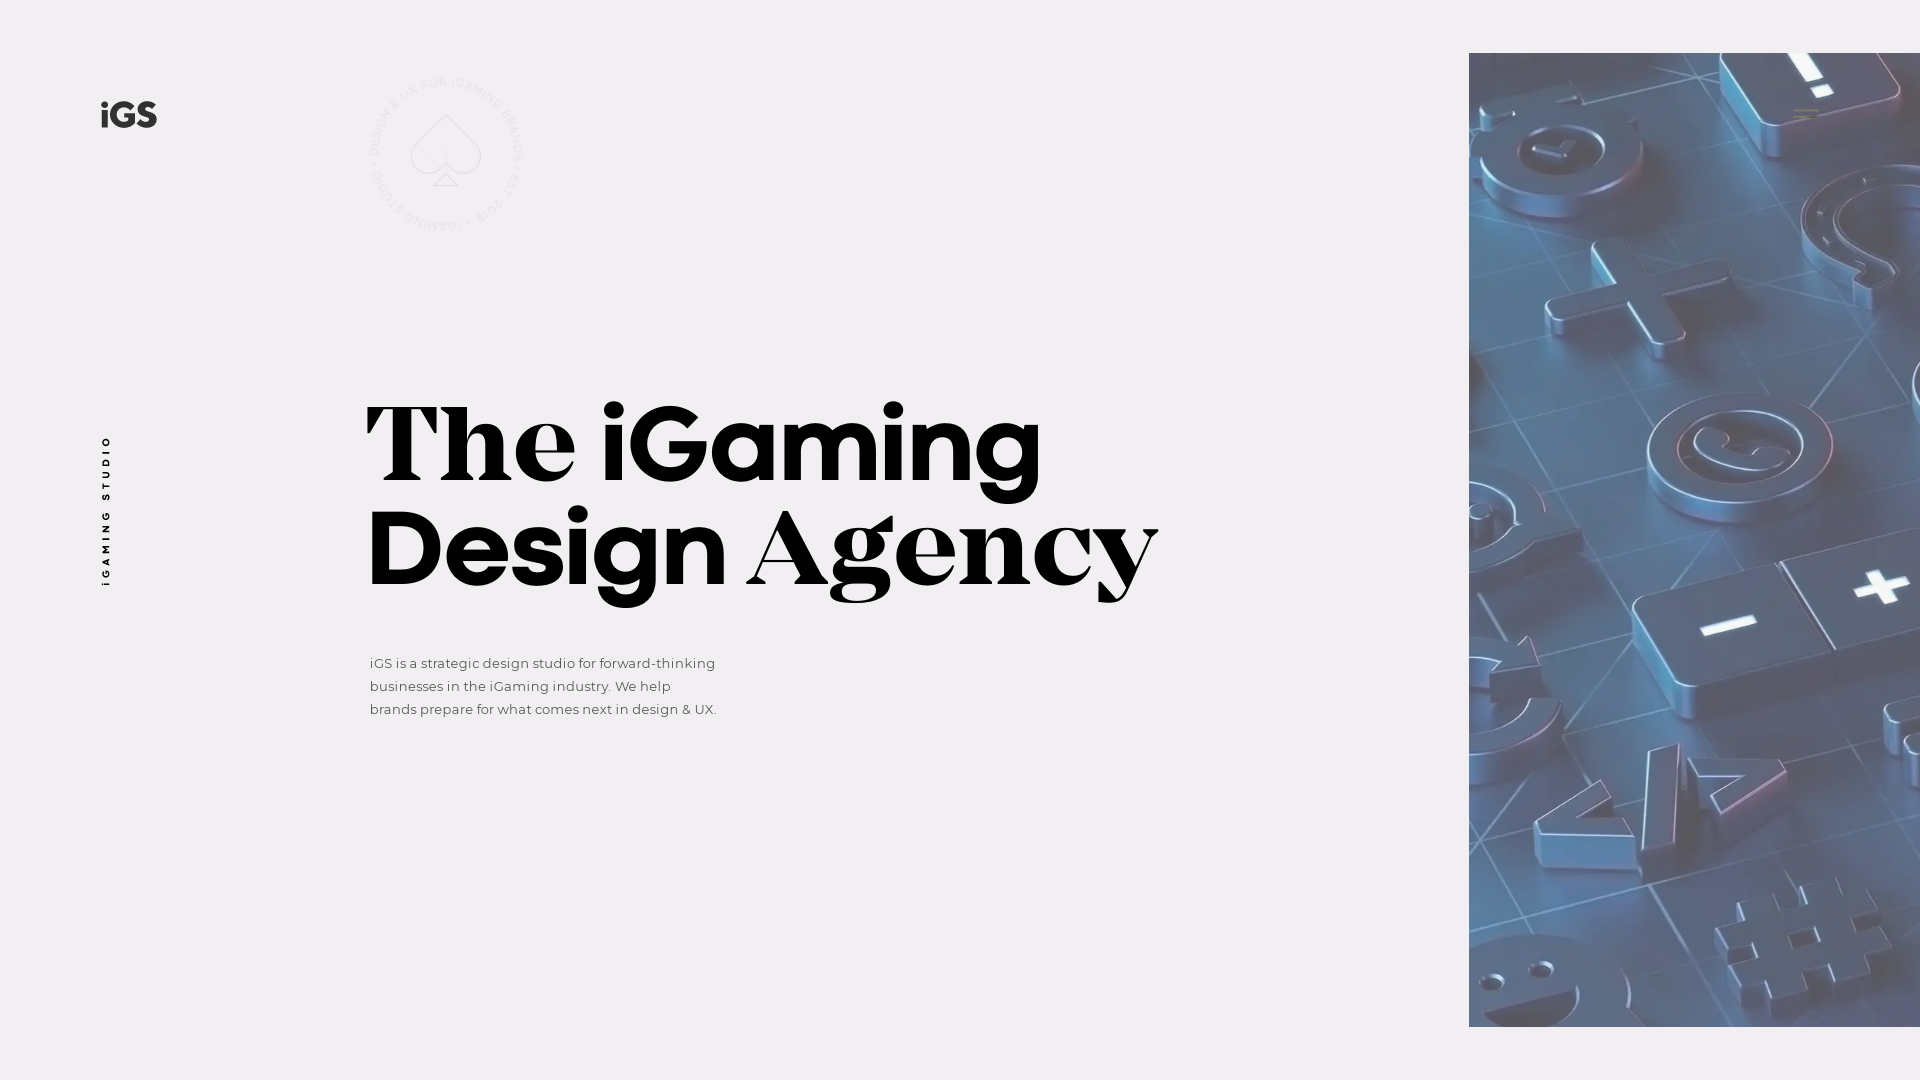 iGS
DESIGN & UX FOR iGAMING BRANDS • EST. 2018 • iGAMING STUDIO •
iGAMING STUDIO
The iGaming
Design Agency
iGS is a strategic design studio for forward-thinking
businesses in the iGaming industry. We help
brands prepare for what comes next in design & UX.